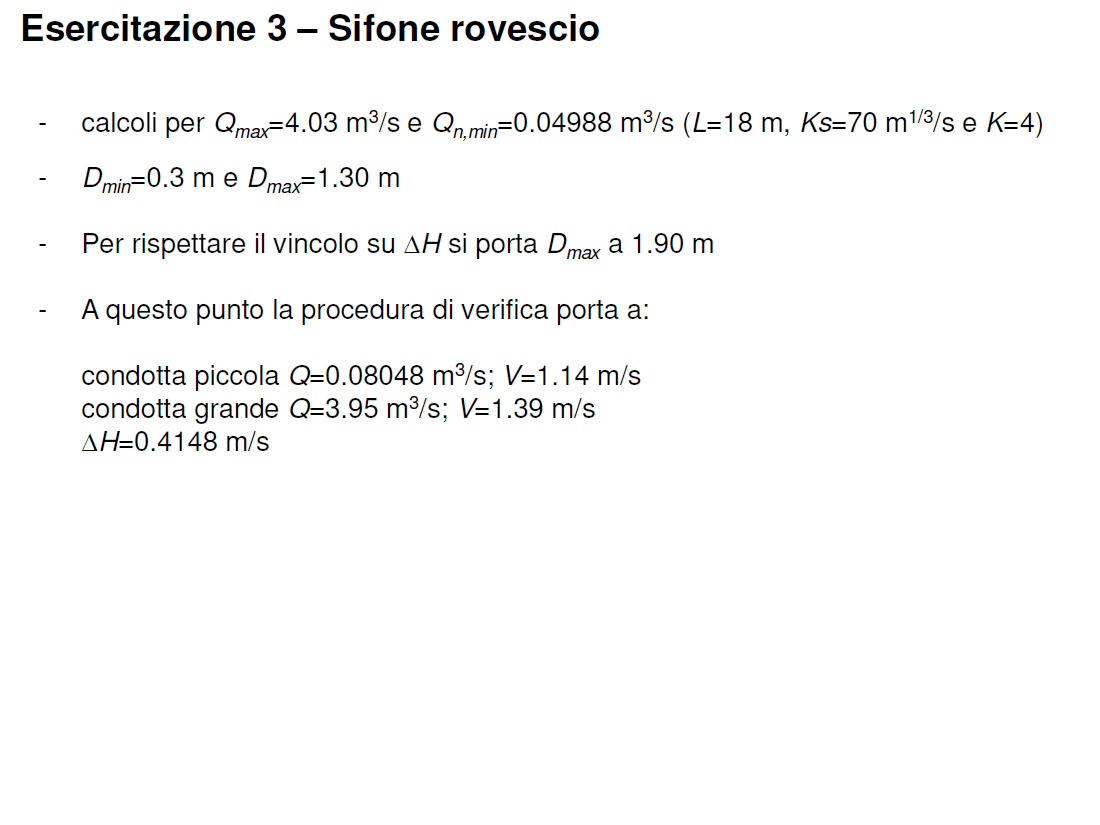 Esercitazione 3 – Sifone rovescio
- calcoli per Qmax=4.03 m³/s e Qn,min=0.04988 m³/s (L=18 m, Ks=70 m1/3/s e K=4)
- Dmin=0.3 m e Dmax=1.30 m
- Per rispettare il vincolo su ΔH si porta Dmax a 1.90 m
- A questo punto la procedura di verifica porta a:
condotta piccola Q=0.08048 m³/s; V=1.14 m/s
condotta grande Q=3.95 m³/s; V=1.39 m/s
ΔH=0.4148 m/s